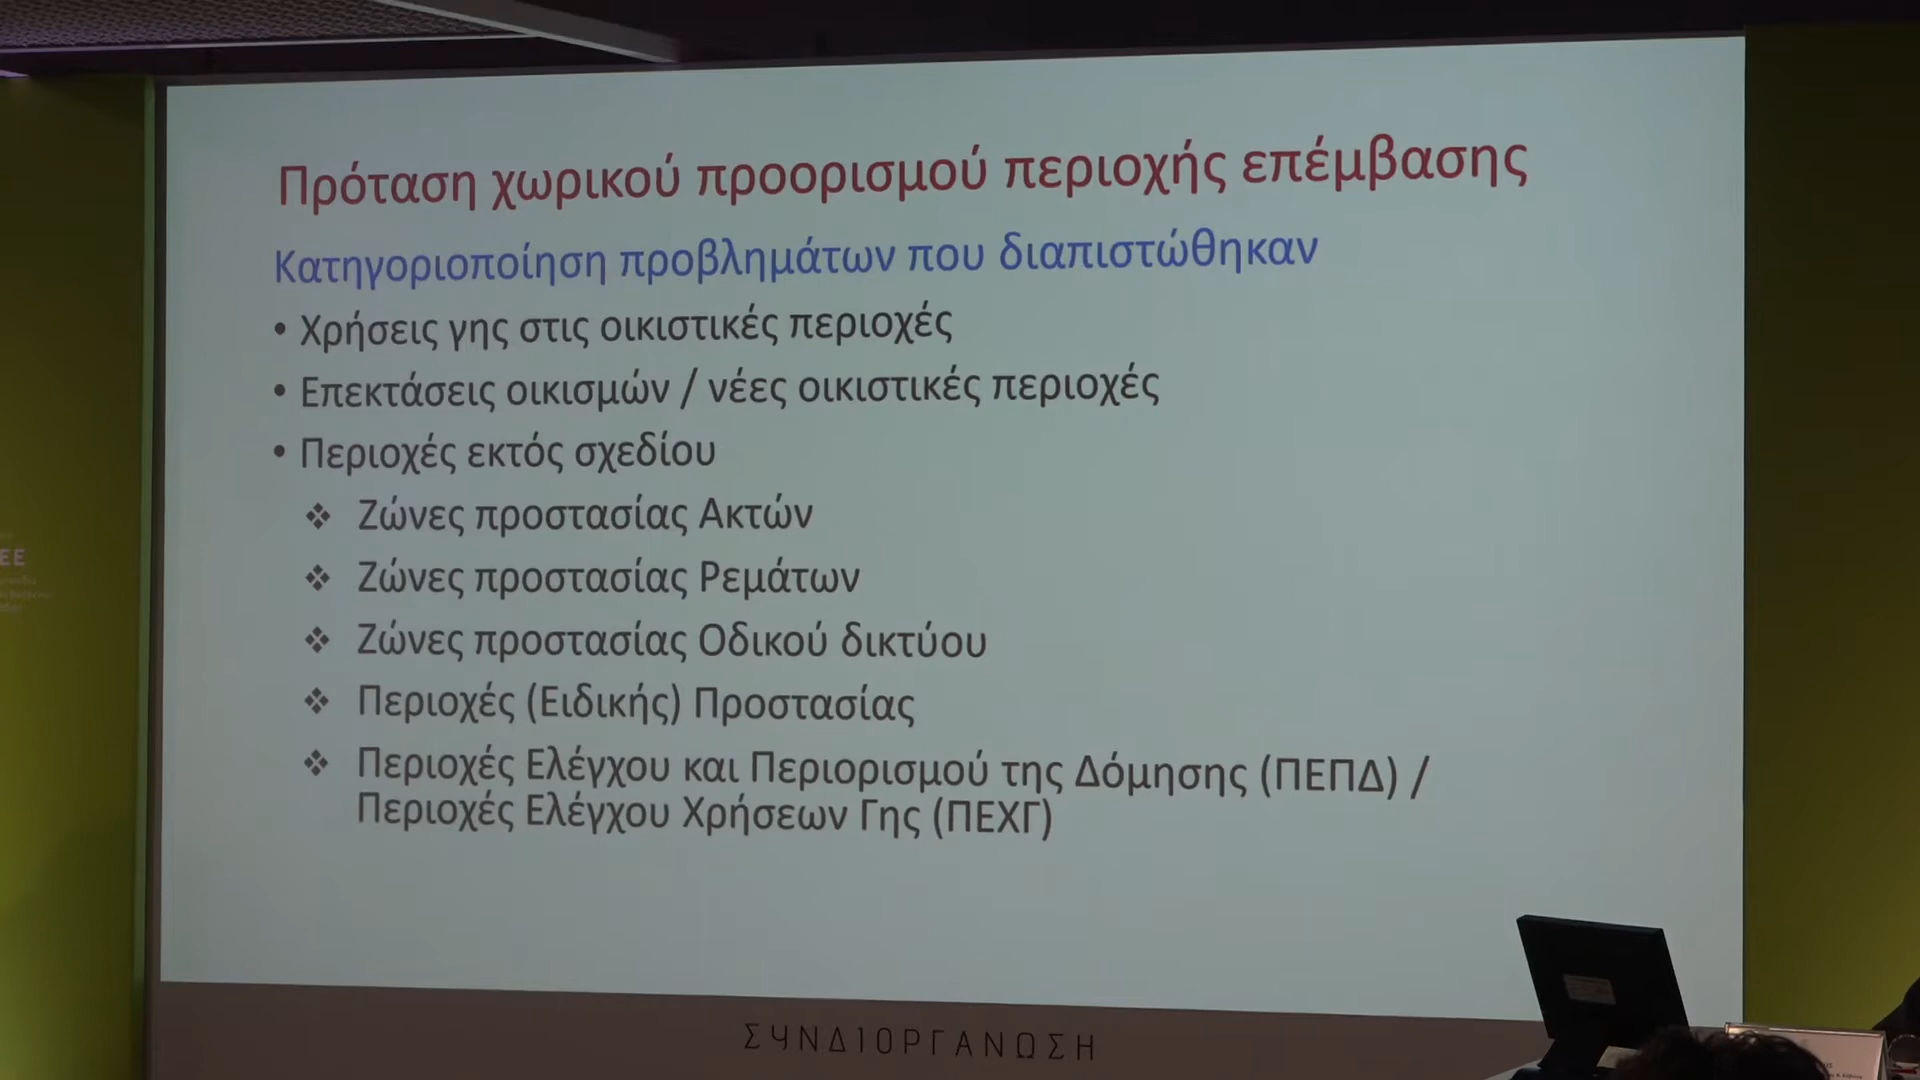 Πρόταση χωρικού προορισμού περιοχής επέμβασης
Κατηγοριοποίηση προβλημάτων που διαπιστώθηκαν
• Χρήσεις γης στις οικιστικές περιοχές
• Επεκτάσεις οικισμών / νέες οικιστικές περιοχές
• Περιοχές εκτός σχεδίου
❖ Ζώνες προστασίας Ακτών
❖ Ζώνες προστασίας Ρεμάτων
❖ Ζώνες προστασίας Οδικού δικτύου
❖ Περιοχές (Ειδικής) Προστασίας
❖ Περιοχές Ελέγχου και Περιορισμού της Δόμησης (ΠΕΠΔ) /
Περιοχές Ελέγχου Χρήσεων Γης (ΠΕΧΓ)
ΕΕ
ΣΥΝΔΙΟΡΓΑΝΩΣΗ